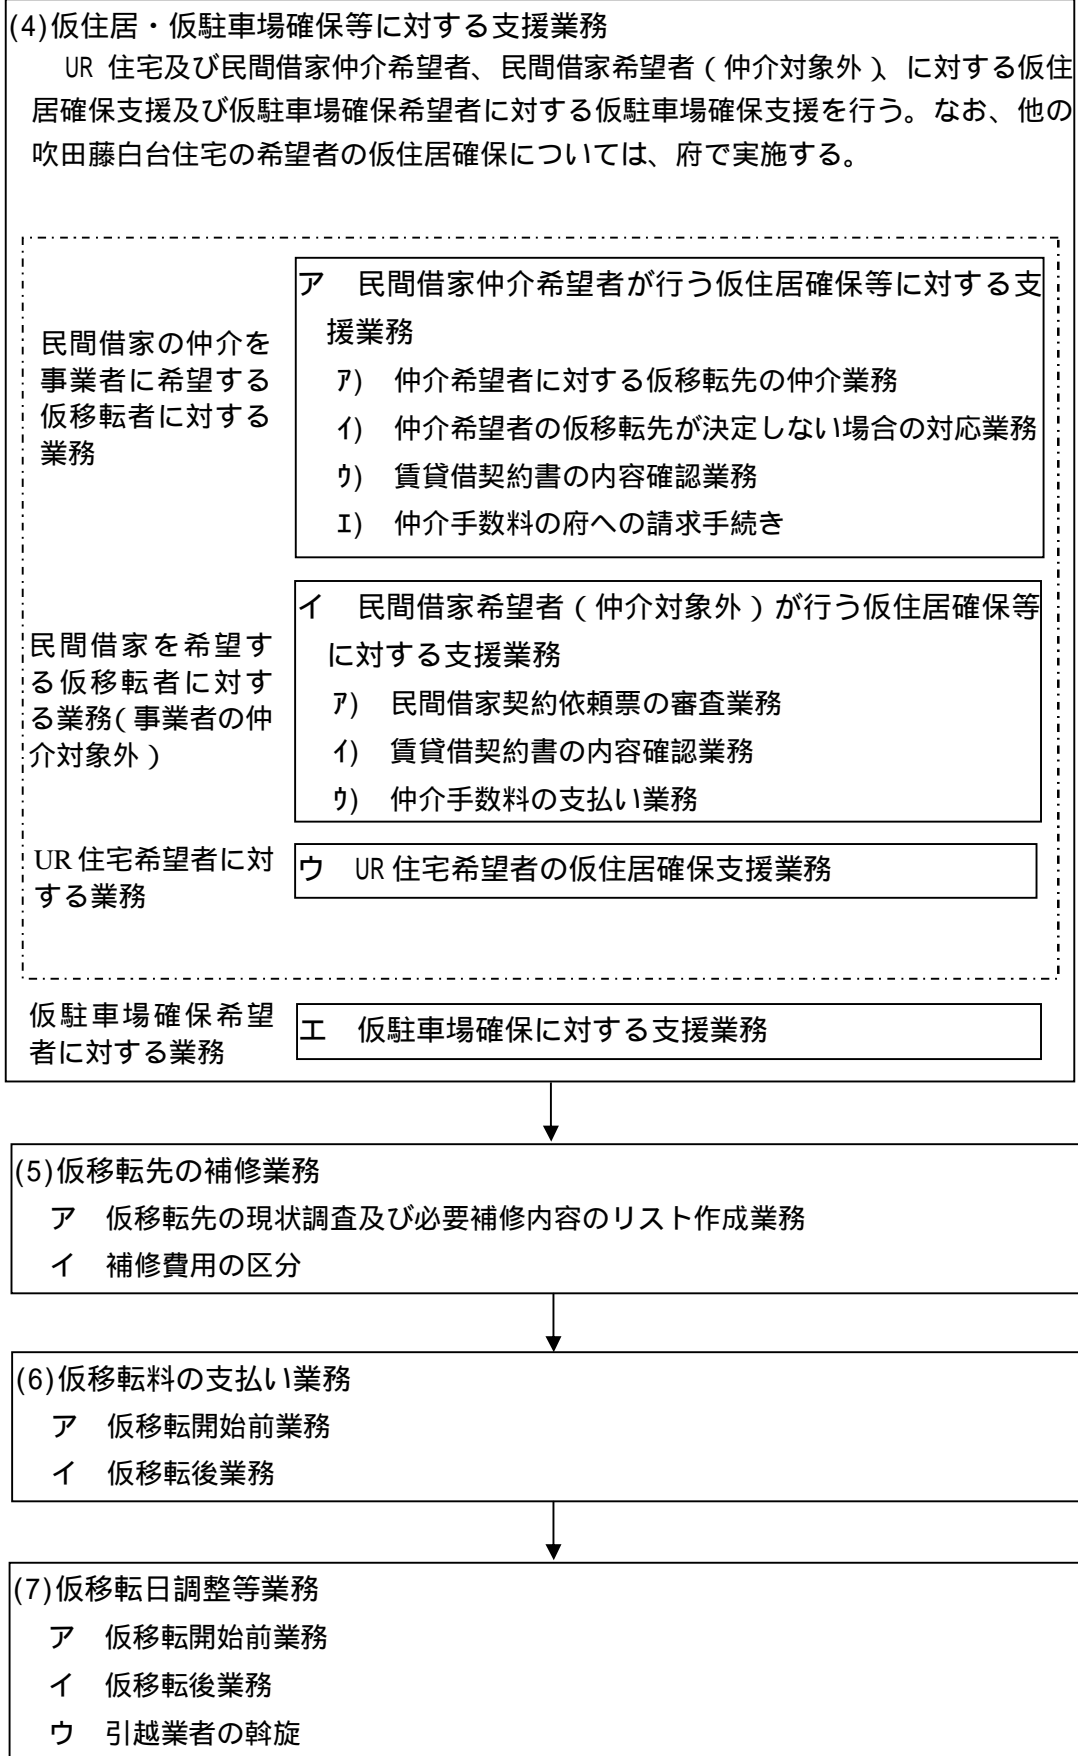 (4)仮住居・仮駐車場確保等に対する支援業務
UR 住宅及び民間借家仲介希望者、民間借家希望者(仲介対象外)、に対する仮住
居確保支援及び仮駐車場確保希望者に対する仮駐車場確保支援を行う。なお、他の
吹田藤白台住宅の希望者の仮住居確保については、府で実施する。
民間借家の仲介を
事業者に希望する
仮移転者に対する
業務
ア 民間借家仲介希望者が行う仮住居確保等に対する支
援業務
ア) 仲介希望者に対する仮移転先の仲介業務
イ) 仲介希望者の仮移転先が決定しない場合の対応業務
ウ) 賃貸借契約書の内容確認業務
エ) 仲介手数料の府への請求手続き
民間借家を希望す
る仮移転者に対す
る業務(事業者の仲
介対象外)
イ 民間借家希望者(仲介対象外)が行う仮住居確保等
に対する支援業務
ア) 民間借家契約依頼票の審査業務
イ) 賃貸借契約書の内容確認業務
ウ) 仲介手数料の支払い業務
UR 住宅希望者に対
する業務
ウ UR 住宅希望者の仮住居確保支援業務
仮駐車場確保希望
者に対する業務
エ 仮駐車場確保に対する支援業務
(5)仮移転先の補修業務
ア 仮移転先の現状調査及び必要補修内容のリスト作成業務
イ 補修費用の区分
(6)仮移転料の支払い業務
ア 仮移転開始前業務
イ 仮移転後業務
(7)仮移転日調整等業務
ア 仮移転開始前業務
イ 仮移転後業務
ウ 引越業者の斡旋